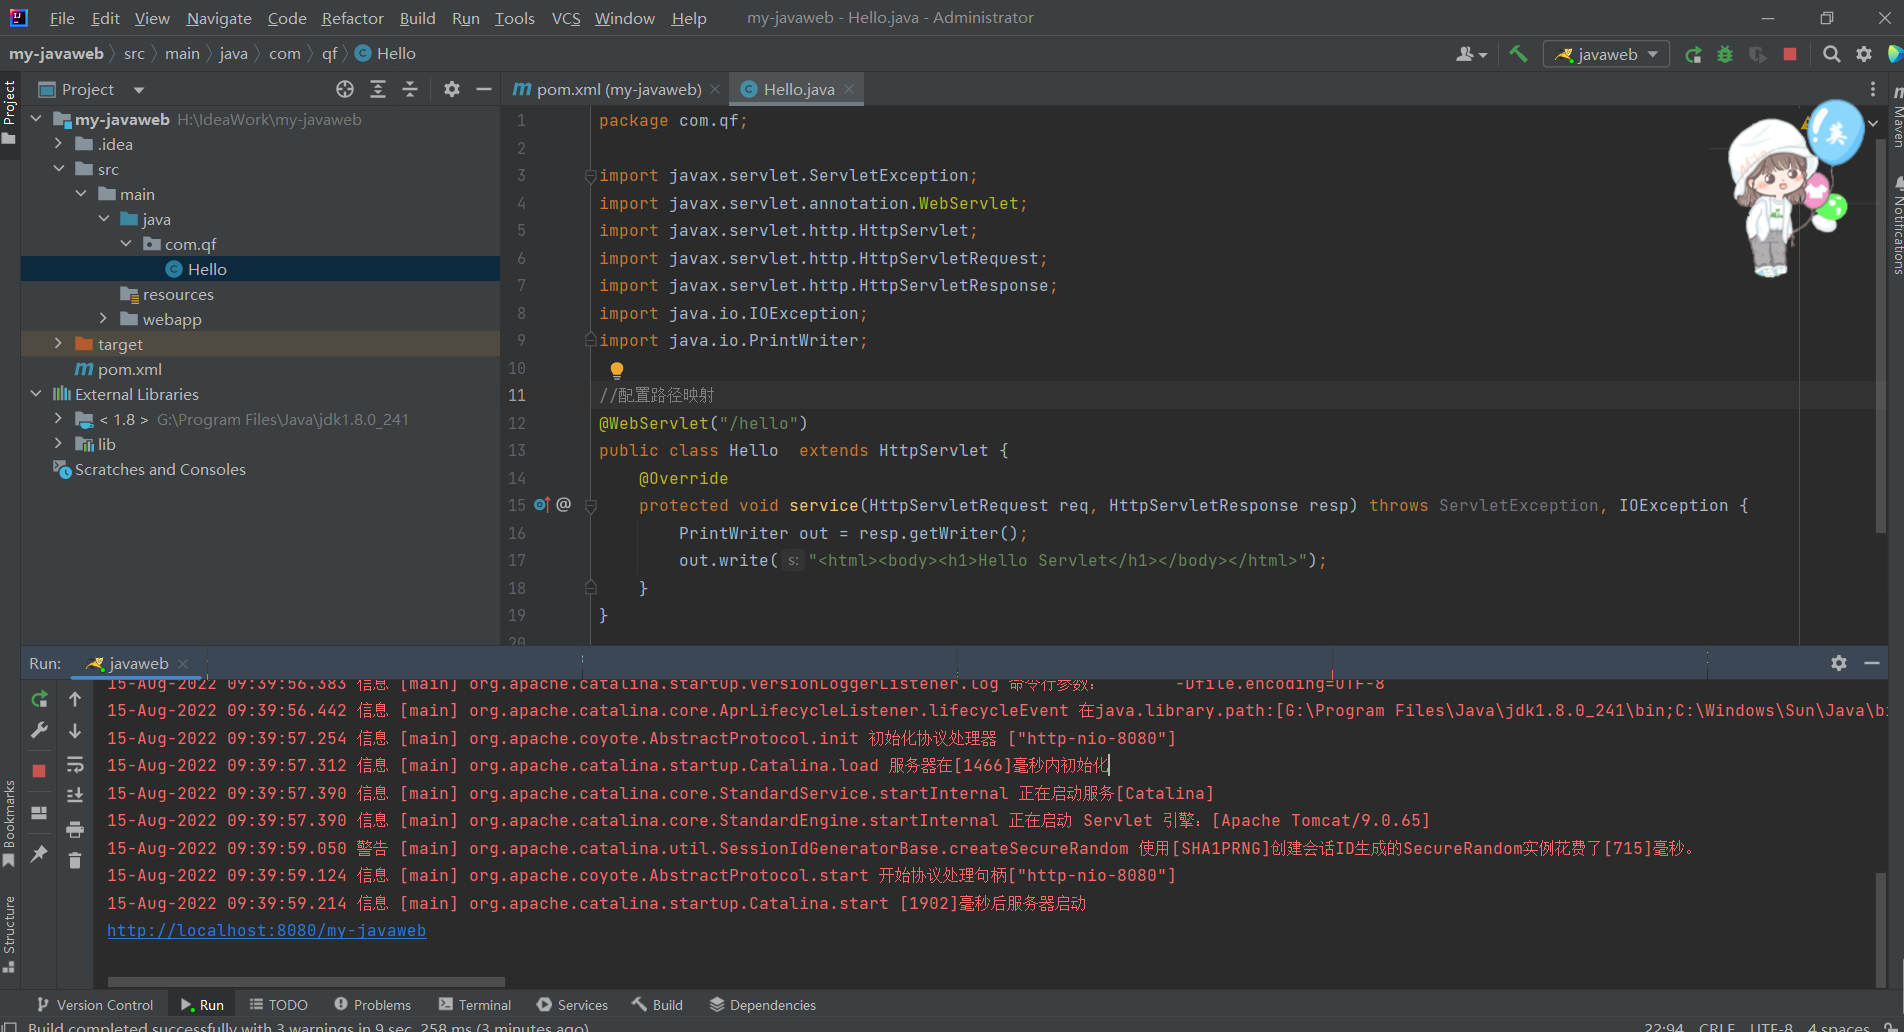 File Edit View Navigate Code Refactor Build Run Tools VCS Window Help my-javaweb - Hello.java - Administrator
my-javaweb src main java com qf Hello
javaweb
Project
pom.xml (my-javaweb) Hello.java
Project
my-javaweb H:\IdeaWork\my-javaweb
.idea
src
main
java
com.qf
Hello
resources
webapp
target
pom.xml
External Libraries
< 1.8 > G:\Program Files\Java\jdk1.8.0_241
lib
Scratches and Consoles
1 package com.qf;
2
3 import javax.servlet.ServletException;
4 import javax.servlet.annotation.WebServlet;
5 import javax.servlet.http.HttpServlet;
6 import javax.servlet.http.HttpServletRequest;
7 import javax.servlet.http.HttpServletResponse;
8 import java.io.IOException;
9 import java.io.PrintWriter;
10
11 //配置路径映射
12 @WebServlet("/hello")
13 public class Hello  extends HttpServlet {
14 @Override
15 @ protected void service(HttpServletRequest req, HttpServletResponse resp) throws ServletException, IOException {
16 PrintWriter out = resp.getWriter();
17 out.write( s: "<html><body><h1>Hello Servlet</h1></body></html>");
18 }
19 }
20
英
Maven
Notifications
Run: javaweb
15-Aug-2022 09:39:56.383 信息 [main] org.apache.catalina.startup.VersionLoggerListener.log 命令行参数： -Dfile.encoding=UTF-8
15-Aug-2022 09:39:56.442 信息 [main] org.apache.catalina.core.AprLifecycleListener.lifecycleEvent 在java.library.path:[G:\Program Files\Java\jdk1.8.0_241\bin;C:\Windows\Sun\Java\bi
15-Aug-2022 09:39:57.254 信息 [main] org.apache.coyote.AbstractProtocol.init 初始化协议处理器 ["http-nio-8080"]
15-Aug-2022 09:39:57.312 信息 [main] org.apache.catalina.startup.Catalina.load 服务器在[1466]毫秒内初始化
15-Aug-2022 09:39:57.390 信息 [main] org.apache.catalina.core.StandardService.startInternal 正在启动服务[Catalina]
15-Aug-2022 09:39:57.390 信息 [main] org.apache.catalina.core.StandardEngine.startInternal 正在启动 Servlet 引擎：[Apache Tomcat/9.0.65]
15-Aug-2022 09:39:59.050 警告 [main] org.apache.catalina.util.SessionIdGeneratorBase.createSecureRandom 使用[SHA1PRNG]创建会话ID生成的SecureRandom实例花费了[715]毫秒。
15-Aug-2022 09:39:59.124 信息 [main] org.apache.coyote.AbstractProtocol.start 开始协议处理句柄["http-nio-8080"]
15-Aug-2022 09:39:59.214 信息 [main] org.apache.catalina.startup.Catalina.start [1902]毫秒后服务器启动
http://localhost:8080/my-javaweb
Bookmarks
Structure
Version Control Run TODO Problems Terminal Services Build Dependencies
Build completed successfully with 3 warnings in 9 sec, 258 ms (3 minutes ago) 22:94 CRLF UTF-8 4 spaces